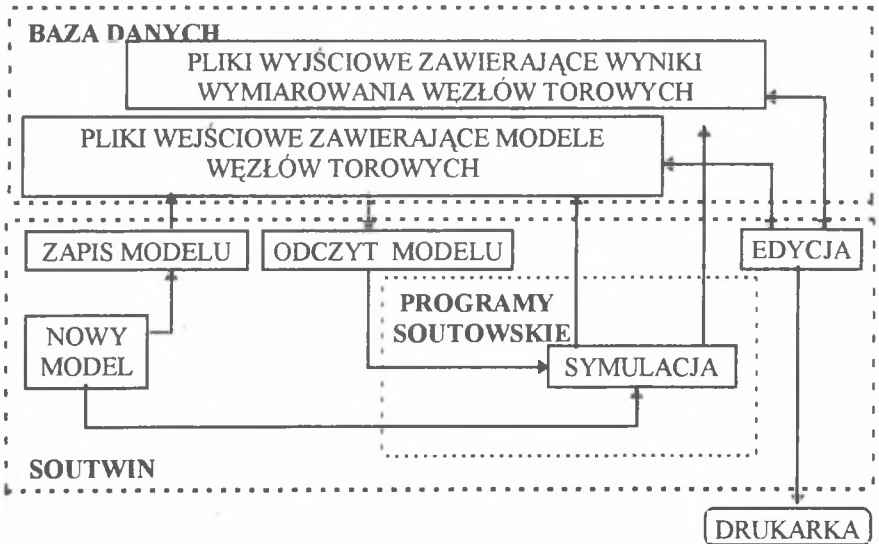 BAZA DANYCH
PLIKI WYJŚCIOWE ZAWIERAJĄCE WYNIKI
WYMIAROWANIA WĘZŁÓW TOROWYCH
PLIKI WEJŚCIOWE ZAWIERAJĄCE MODELE
WĘZŁÓW TOROWYCH
ZAPIS MODELU
ODCZYT MODELU
EDYCJA
PROGRAMY
SOUTOWSKIE
NOWY
MODEL
SYMULACJA
SOUTWIN
DRUKARKA